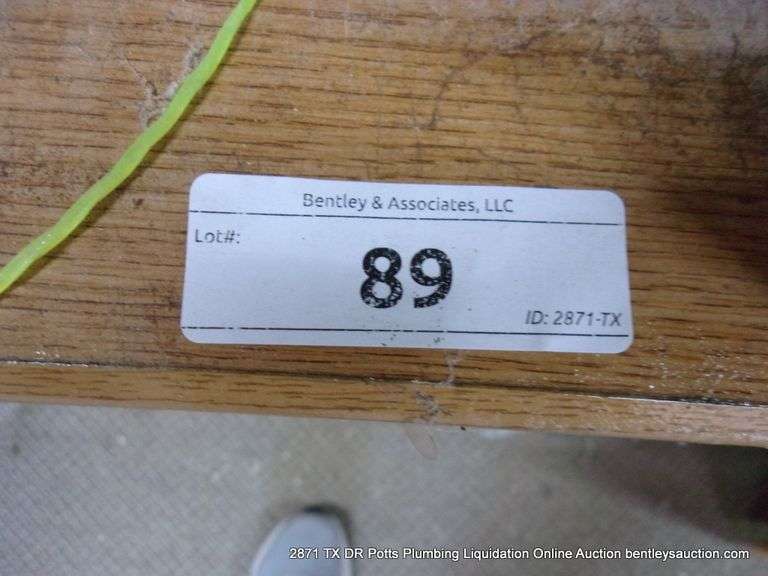 Bentley & Associates, LLC
Lot#:
89
ID: 2871-TX
2871 TX DR Potts Plumbing Liquidation Online Auction bentleysauction.com